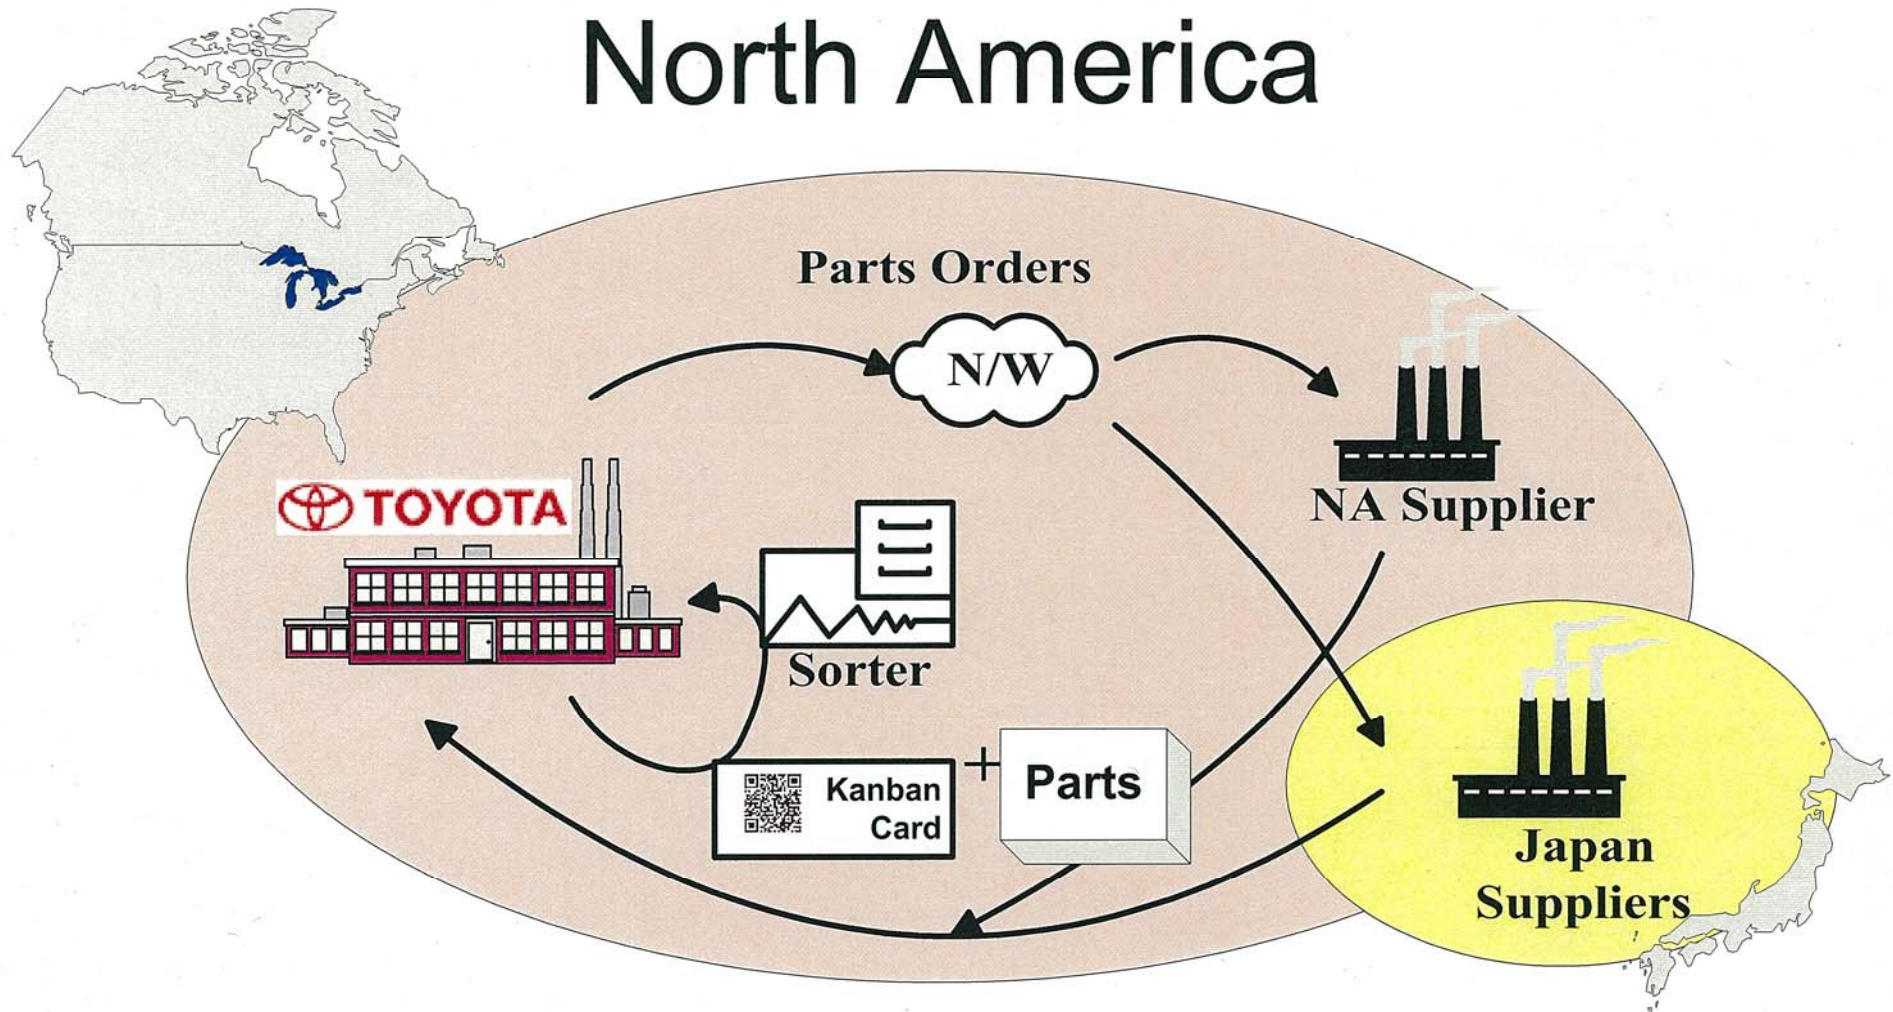 North America
Parts Orders
N/W
TOYOTA
NA Supplier
Sorter
Kanban
Card
+
Parts
Japan
Suppliers